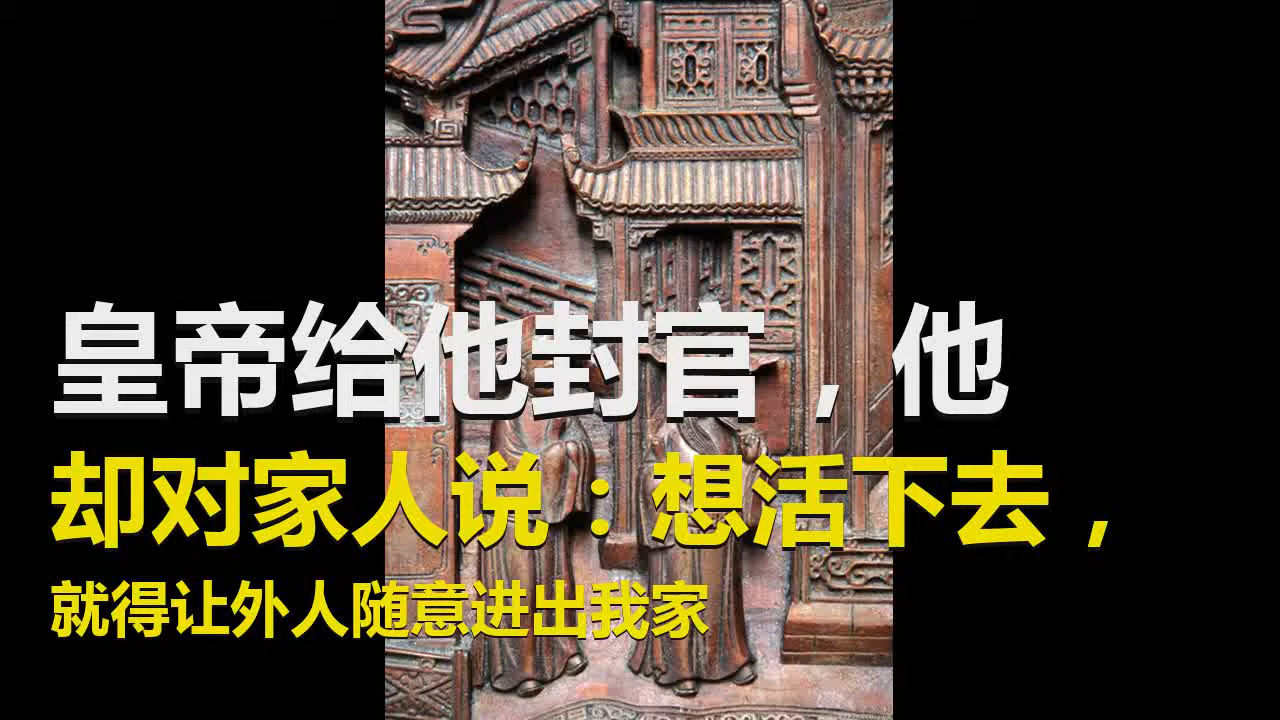 皇帝给他封官，他
却对家人说：想活下去，
就得让外人随意进出我家